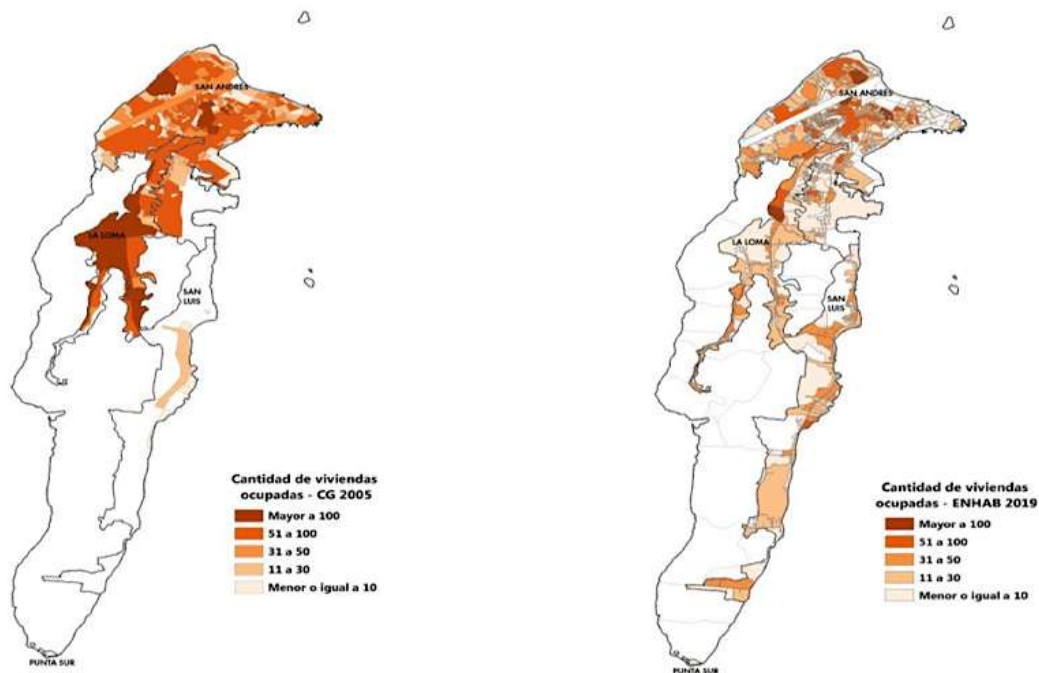 SAN ANDRES
LA LOMA
SAN
LUIS
PUNTA SUR
Cantidad de viviendas
ocupadas - CG 2005
Mayor a 100
51 a 100
31 a 50
11 a 30
Menor o igual a 10
SAN ANDRES
LA LOMA
SAN
LUIS
PUNTA SUR
Cantidad de viviendas
ocupadas - ENHAB 2019
Mayor a 100
51 a 100
31 a 50
11 a 30
Menor o igual a 10